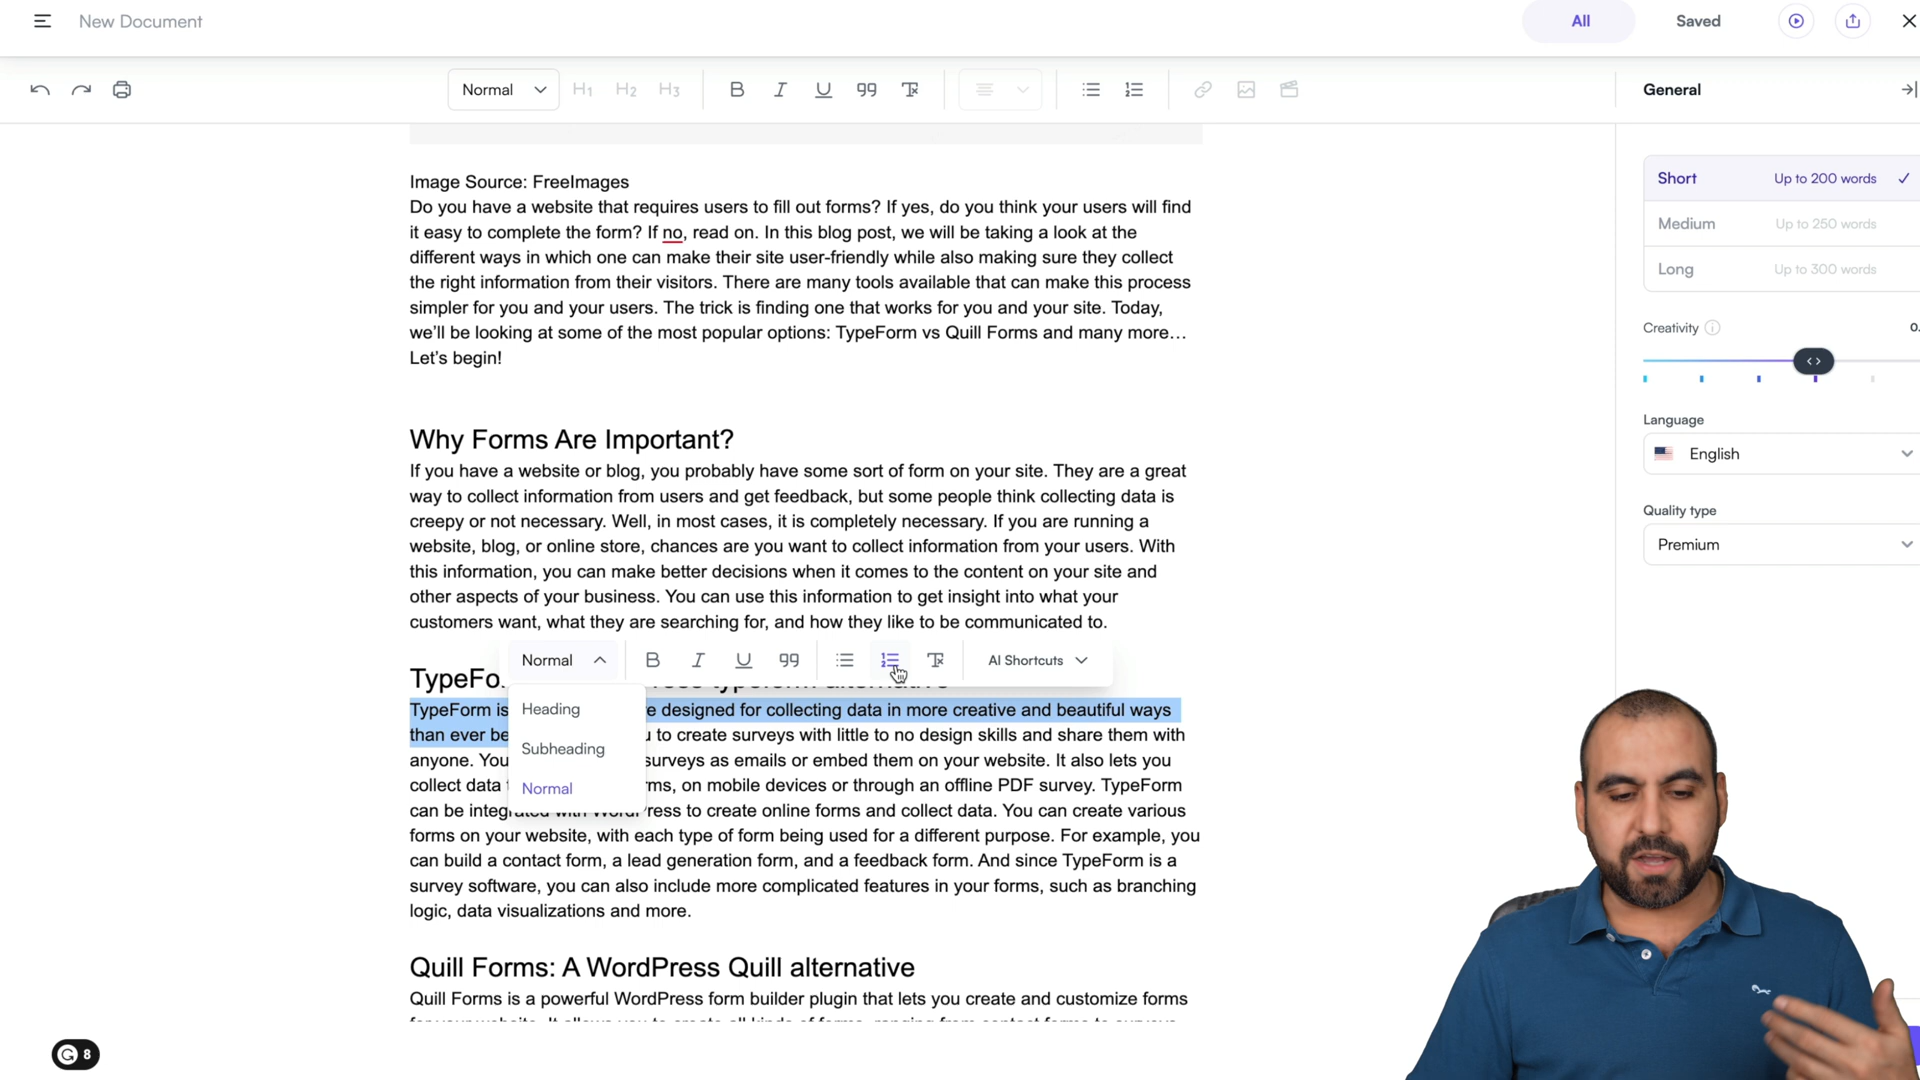 New Document
All
Saved
Normal
H1
H2
H3
B
I
U
General
Image Source: FreeImages
Do you have a website that requires users to fill out forms? If yes, do you think your users will find
it easy to complete the form? If no, read on. In this blog post, we will be taking a look at the
different ways in which one can make their site user-friendly while also making sure they collect
the right information from their visitors. There are many tools available that can make this process
simpler for you and your users. The trick is finding one that works for you and your site. Today,
we'll be looking at some of the most popular options: TypeForm vs Quill Forms and many more…
Let's begin!
Why Forms Are Important?
If you have a website or blog, you probably have some sort of form on your site. They are a great
way to collect information from users and get feedback, but some people think collecting data is
creepy or not necessary. Well, in most cases, it is completely necessary. If you are running a
website, blog, or online store, chances are you want to collect information from your users. With
this information, you can make better decisions when it comes to the content on your site and
other aspects of your business. You can use this information to get insight into what your
customers want, what they are searching for, and how they like to be communicated to.
Normal
B
I
U
AI Shortcuts
Heading
Subheading
Normal
TypeForm is designed for collecting data in more creative and beautiful ways
than ever to create surveys with little to no design skills and share them with
anyone. You surveys as emails or embed them on your website. It also lets you
collect data on mobile devices or through an offline PDF survey. TypeForm
can be to create online forms and collect data. You can create various
forms on your website, with each type of form being used for a different purpose. For example, you
can build a contact form, a lead generation form, and a feedback form. And since TypeForm is a
survey software, you can also include more complicated features in your forms, such as branching
logic, data visualizations and more.
Quill Forms: A WordPress Quill alternative
Quill Forms is a powerful WordPress form builder plugin that lets you create and customize forms
Short
Up to 200 words
Medium
Up to 250 words
Long
Up to 300 words
Creativity
0.
Language
English
Quality type
Premium
8